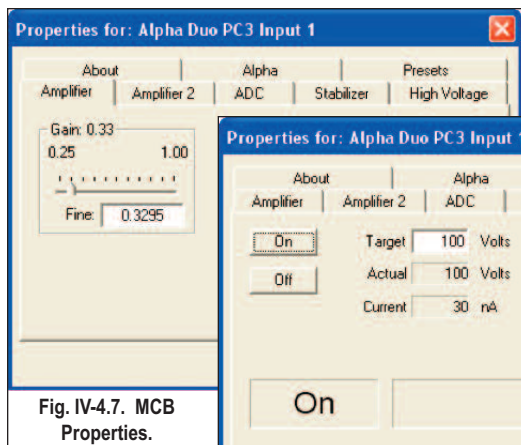 Properties for: Alpha Duo PC3 Input 1
About Alpha Presets
Amplifier Amplifier 2 ADC Stabilizer High Voltage
Gain: 0.33
0.25 1.00
Fine: 0.3295
Properties for: Alpha Duo PC3 Input
About Alpha
Amplifier Amplifier 2 ADC
On Target 100 Volts
Off Actual 100 Volts
Current 30 nA
On
Fig. IV-4.7. MCB
Properties.